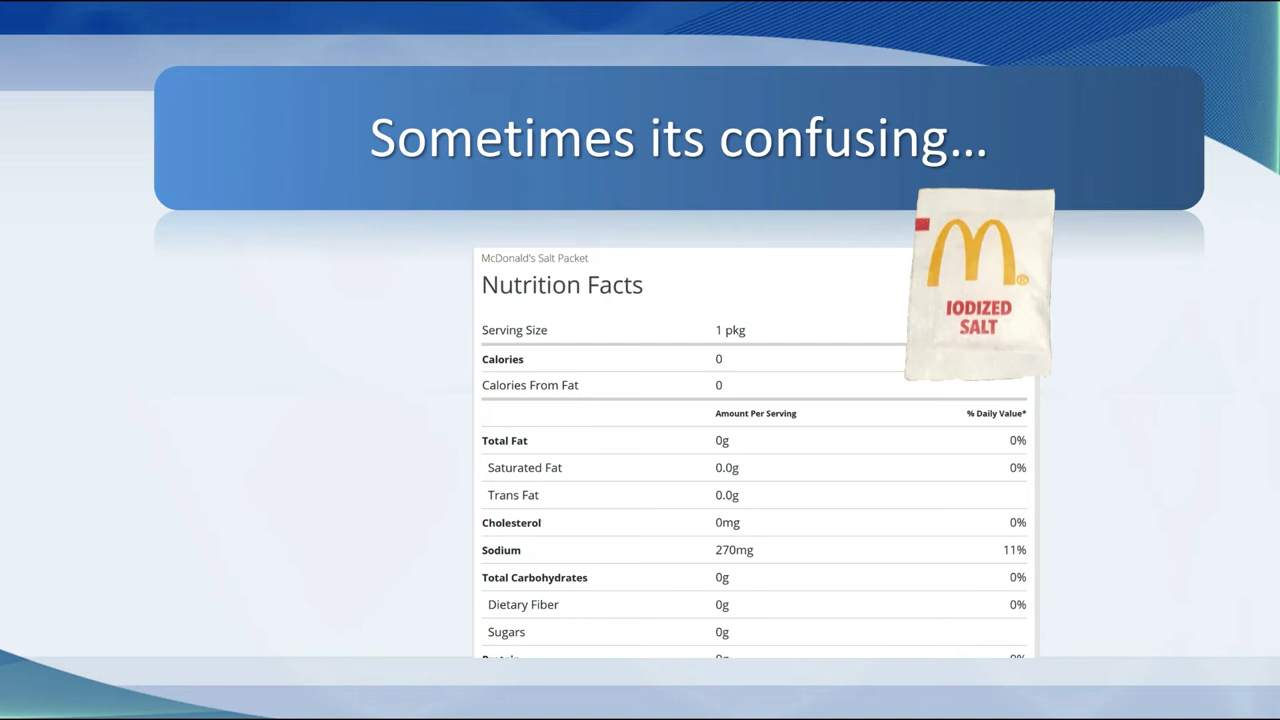 Sometimes its confusing...
McDonald's Salt Packet
Nutrition Facts
IODIZED
SALT
Serving Size 1 pkg
Calories 0
Calories From Fat 0
Amount Per Serving % Daily Value*
Total Fat 0g 0%
Saturated Fat 0.0g 0%
Trans Fat 0.0g
Cholesterol 0mg 0%
Sodium 270mg 11%
Total Carbohydrates 0g 0%
Dietary Fiber 0g 0%
Sugars 0g